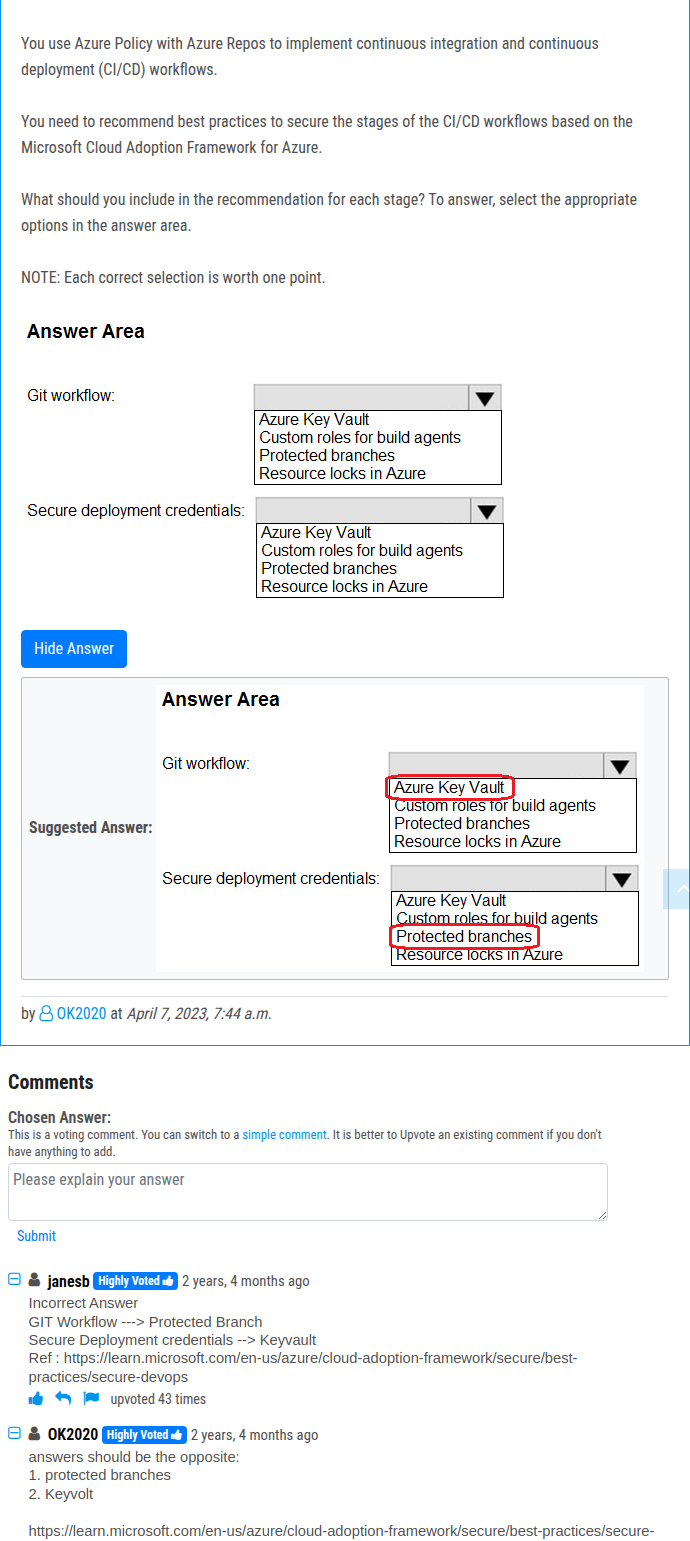 You use Azure Policy with Azure Repos to implement continuous integration and continuous
deployment (CI/CD) workflows.
You need to recommend best practices to secure the stages of the CI/CD workflows based on the
Microsoft Cloud Adoption Framework for Azure.
What should you include in the recommendation for each stage? To answer, select the appropriate
options in the answer area.
NOTE: Each correct selection is worth one point.
Answer Area
Git workflow:
Azure Key Vault
Custom roles for build agents
Protected branches
Resource locks in Azure
Secure deployment credentials:
Azure Key Vault
Custom roles for build agents
Protected branches
Resource locks in Azure
Hide Answer
Suggested Answer:
Answer Area
Git workflow:
Azure Key Vault
Custom roles for build agents
Protected branches
Resource locks in Azure
Secure deployment credentials:
Azure Key Vault
Custom roles for build agents
Protected branches
Resource locks in Azure
by OK2020 at April 7, 2023, 7:44 a.m.
Comments
Chosen Answer:
This is a voting comment. You can switch to a simple comment. It is better to Upvote an existing comment if you don't
have anything to add.
Please explain your answer
Submit
janesb Highly Voted 2 years, 4 months ago
Incorrect Answer
GIT Workflow ---> Protected Branch
Secure Deployment credentials --> Keyvault
Ref : https://learn.microsoft.com/en-us/azure/cloud-adoption-framework/secure/best-
practices/secure-devops
upvoted 43 times
OK2020 Highly Voted 2 years, 4 months ago
answers should be the opposite:
1. protected branches
2. Keyvolt
https://learn.microsoft.com/en-us/azure/cloud-adoption-framework/secure/best-practices/secure-